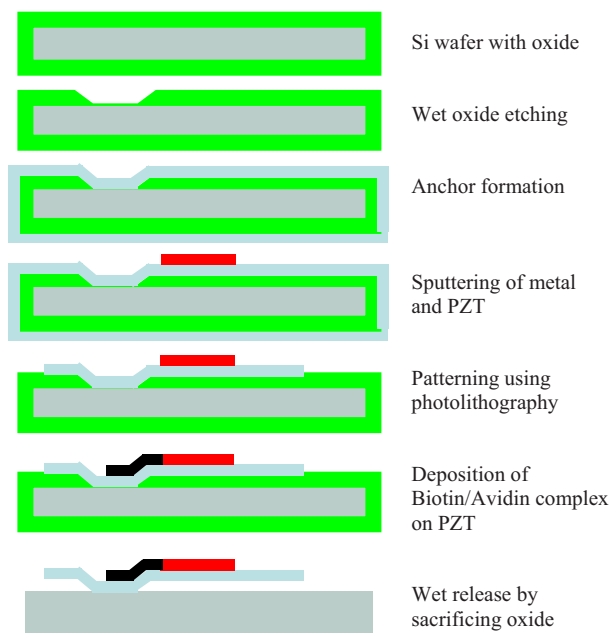 Si wafer with oxide
Wet oxide etching
Anchor formation
Sputtering of metal
and PZT
Patterning using
photolithography
Deposition of
Biotin/Avidin complex
on PZT
Wet release by
sacrificing oxide